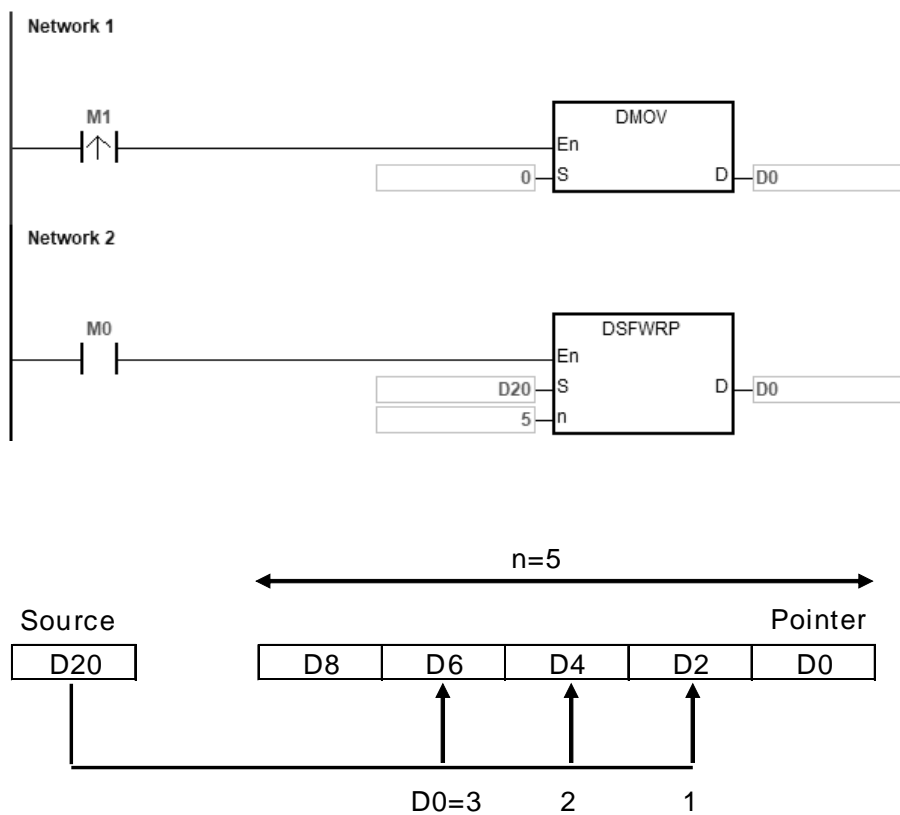 Network 1
M1
DMOV
En
0 S D D0
Network 2
M0
DSFWRP
En
D20 S D D0
5 n
n=5
Source Pointer
D20 D8 D6 D4 D2 D0
D0=3 2 1